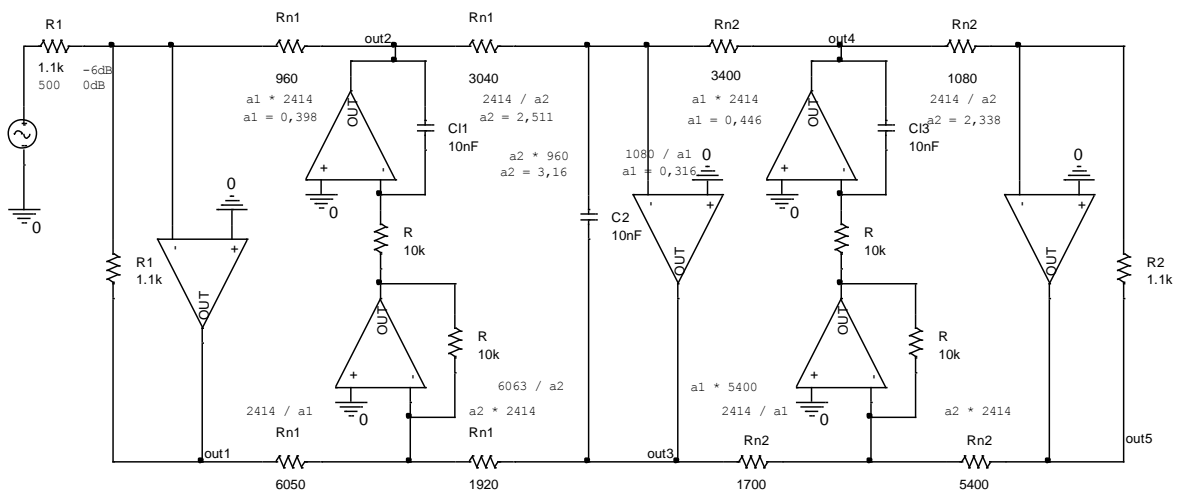 R1
Rn1
Rn1
Rn2
Rn2
out2
out4
1.1k
-6dB
500
0dB
960
3040
3400
1080
a1 * 2414
a1 = 0,398
2414 / a2
a2 = 2,511
a1 * 2414
a1 = 0,446
2414 / a2
a2 = 2,338
OUT
Cl1
10nF
OUT
Cl3
10nF
a2 * 960
a2 = 3,16
1080 / a1
a1 = 0,316
0
+
-
+
-
0
0
0
0
0
-
+
R
10k
C2
10nF
-
+
R
10k
-
+
R1
1.1k
OUT
OUT
OUT
R2
1.1k
OUT
R
10k
OUT
R
10k
+
-
+
-
6063 / a2
a1 * 5400
0
0
2414 / a1
a2 * 2414
2414 / a1
a2 * 2414
Rn1
Rn1
Rn2
Rn2
out1
out3
out5
6050
1920
1700
5400